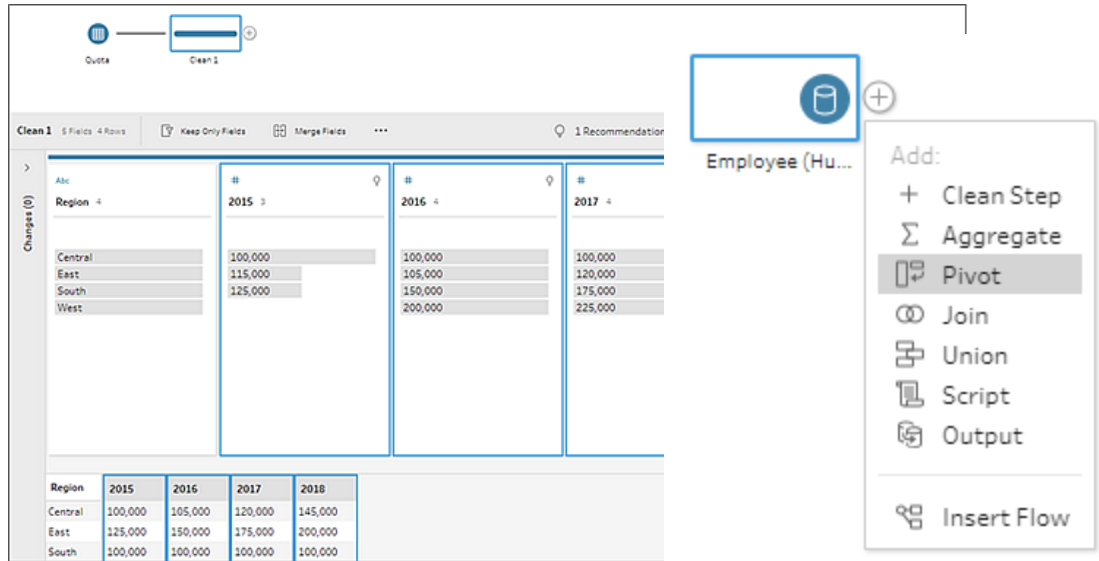 Quota
Clean 1
Clean 1 5 Fields 4 Rows Keep Only Fields Merge Fields ... 1 Recommendation
Changes (0)
Abc
Region 4
Central
East
South
West
#
2015 3
100,000
115,000
125,000
#
2016 4
100,000
105,000
150,000
200,000
#
2017 4
100,000
120,000
175,000
225,000
Region 2015 2016 2017 2018
Central 100,000 105,000 120,000 145,000
East 125,000 150,000 175,000 200,000
South 100,000 100,000 100,000 100,000
Employee (Hu...
Add:
Clean Step
Aggregate
Pivot
Join
Union
Script
Output
Insert Flow